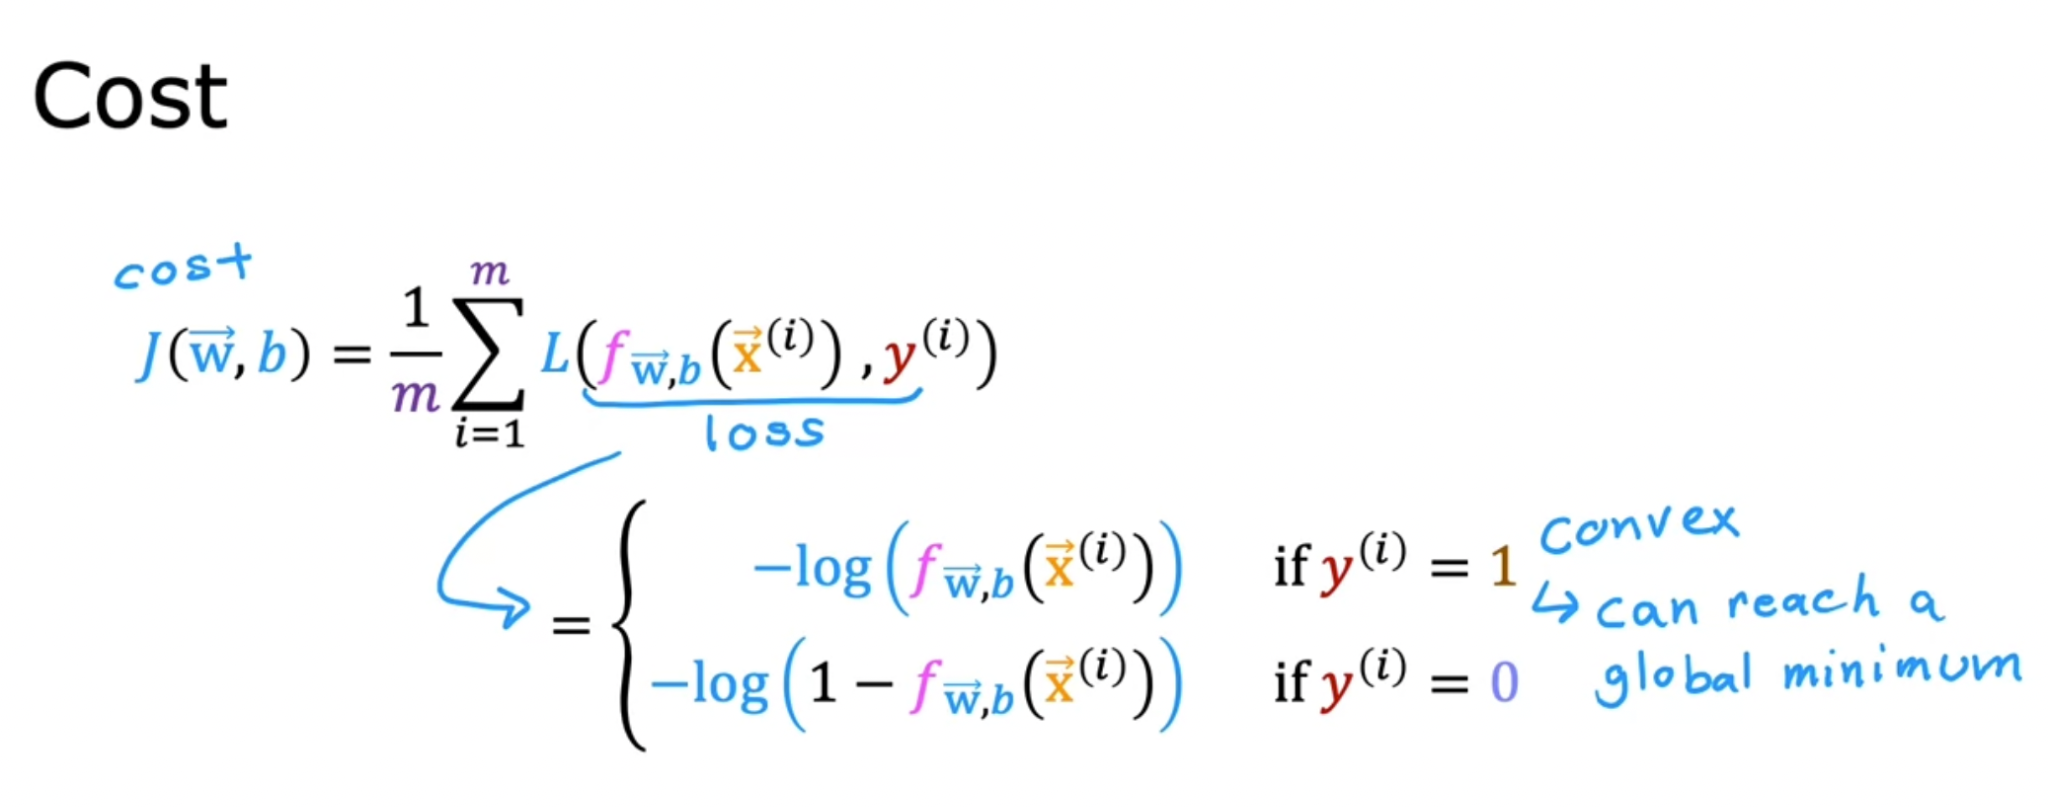 Cost
cost
J(w⃗, b) = 1/m ∑_{i=1}^{m} L(f_{w⃗,b}(x⃗^{(i)}), y^{(i)})
loss
= { −log(f_{w⃗,b}(x⃗^{(i)})) if y^{(i)} = 1 convex
↳ can reach a
−log(1 − f_{w⃗,b}(x⃗^{(i)})) if y^{(i)} = 0 global minimum